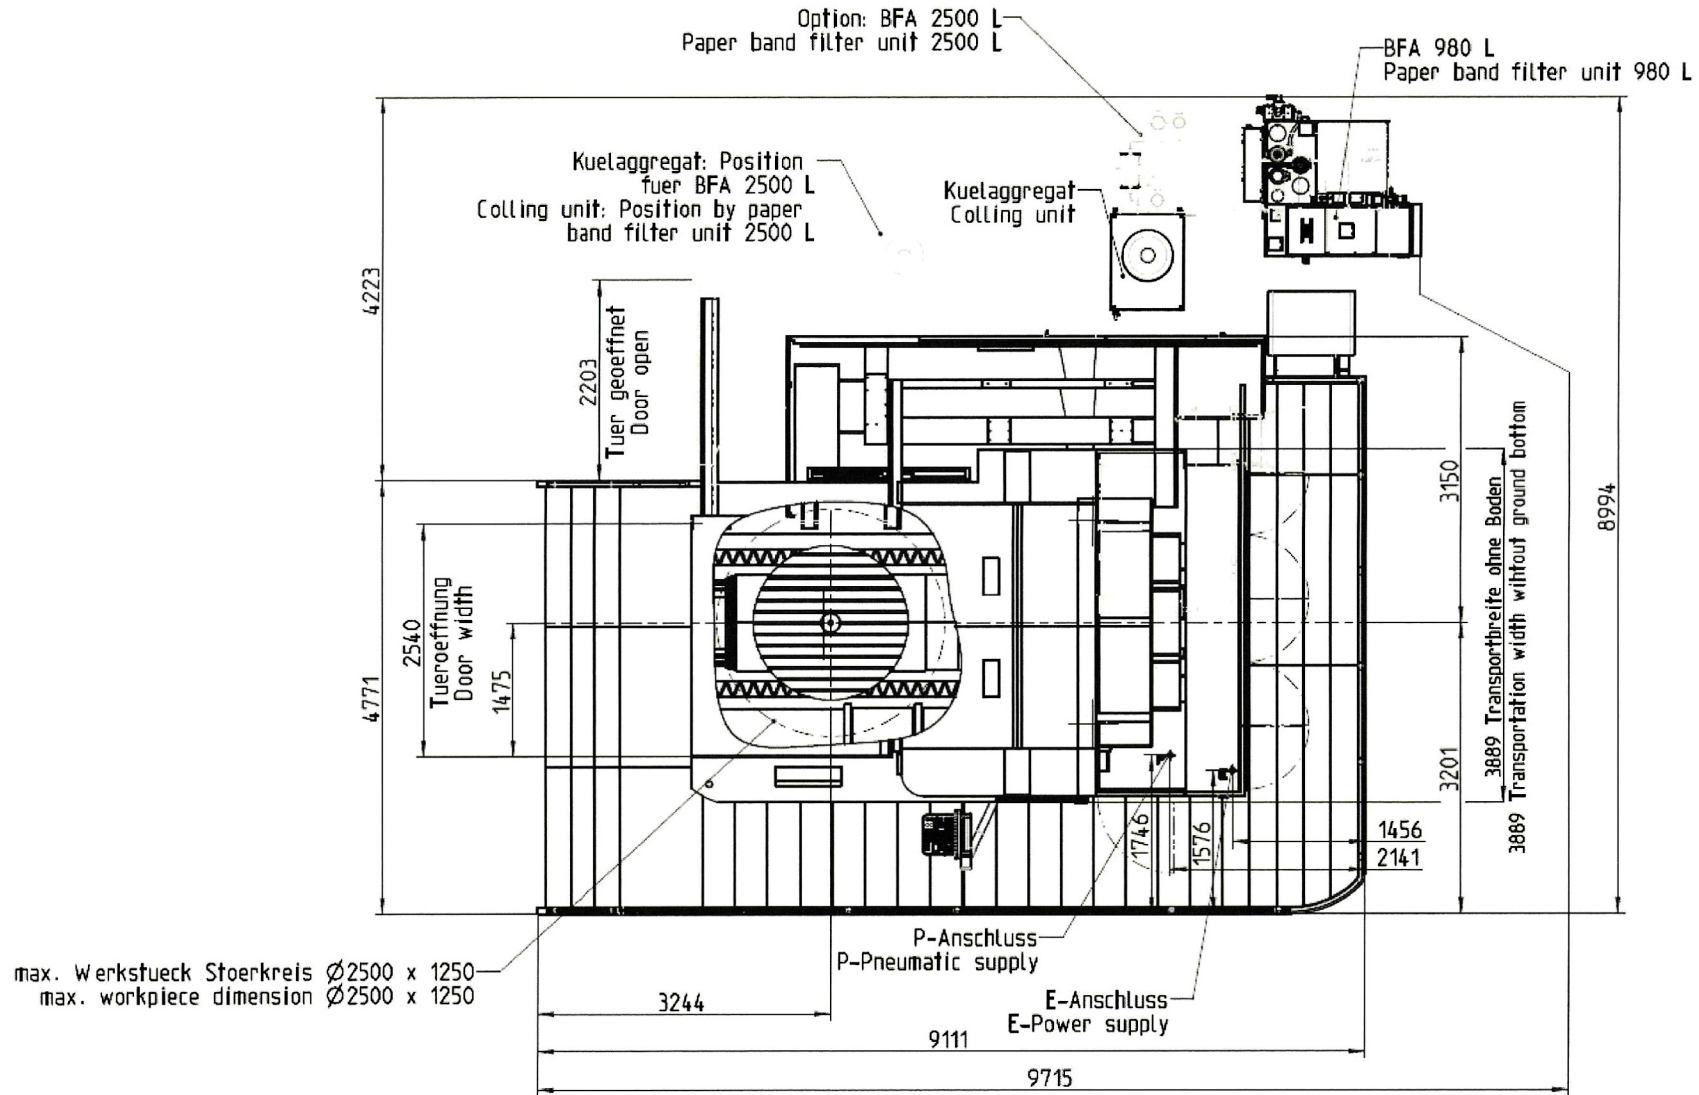 Option: BFA 2500 L
Paper band filter unit 2500 L
BFA 980 L
Paper band filter unit 980 L
Kuelaggregat: Position
fuer BFA 2500 L
Colling unit: Position by paper
band filter unit 2500 L
Kuelaggregat
Colling unit
4223
2203
Tuer geoeffnet
Door open
3150
8994
4771
2540
Tueroeffnung
Door width
1475
3889 Transportbreite ohne Boden
3889 Transportation width wihtout ground bottom
3201
1746
1576
1456
2141
P-Anschluss
P-Pneumatic supply
max. Werkstueck Stoerkreis Ø2500 x 1250
max. workpiece dimension Ø2500 x 1250
E-Anschluss
E-Power supply
3244
9111
9715